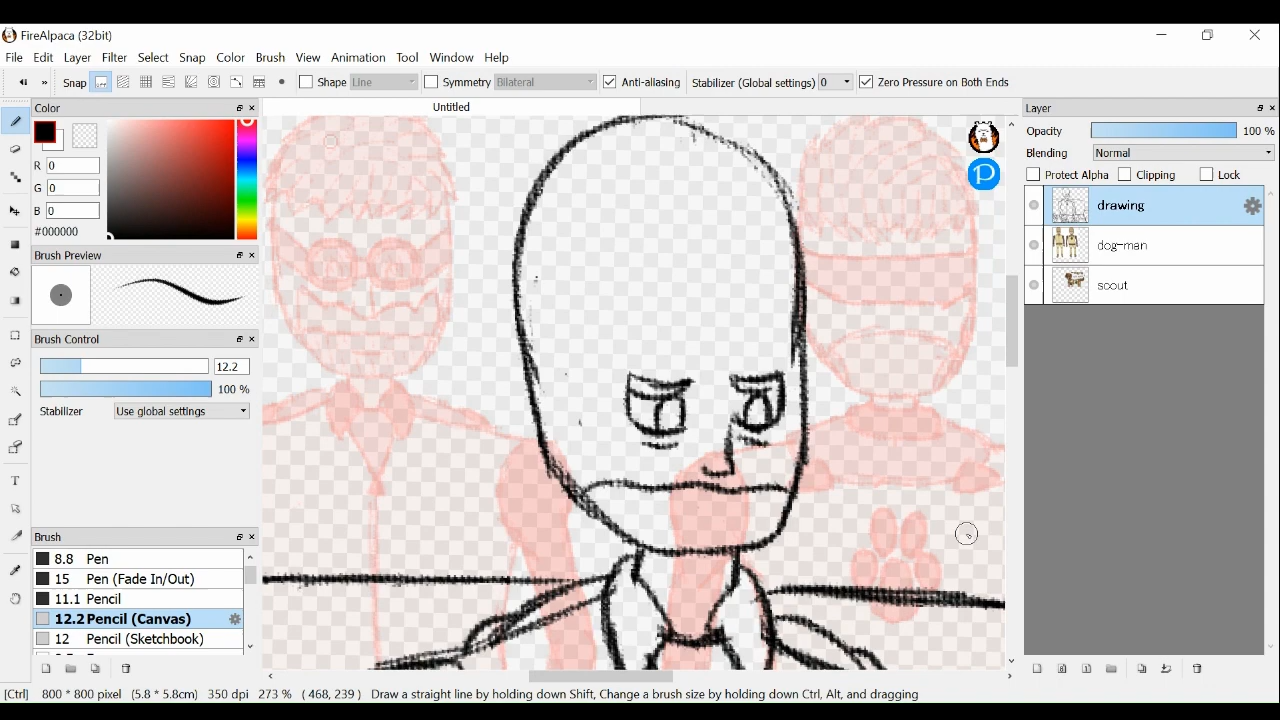 FireAlpaca (32bit)
File Edit Layer Filter Select Snap Color Brush View Animation Tool Window Help
Snap Shape Line Symmetry Bilateral Anti-aliasing Stabilizer (Global settings) 0 Zero Pressure on Both Ends
Color
R 0
G 0
B 0
#000000
Brush Preview
Brush Control
12.2
100 %
Stabilizer Use global settings
Brush
8.8 Pen
15 Pen (Fade In/Out)
11.1 Pencil
12.2 Pencil (Canvas)
12 Pencil (Sketchbook)
Untitled
P
Layer
Opacity 100 %
Blending Normal
Protect Alpha Clipping Lock
drawing
dog-man
scout
[Ctrl] 800 * 800 pixel (5.8 * 5.8cm) 350 dpi 273 % ( 468, 239 ) Draw a straight line by holding down Shift, Change a brush size by holding down Ctrl, Alt, and dragging